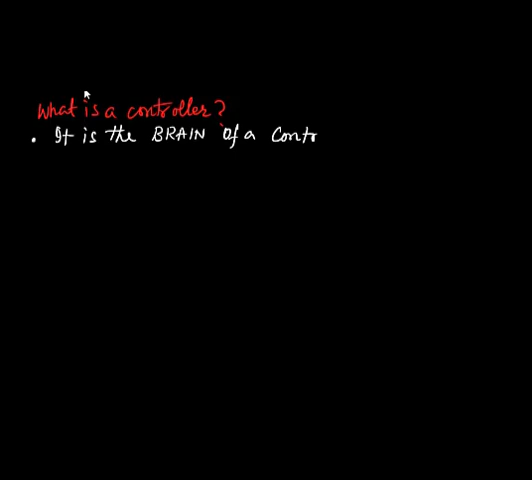 What is a controller?
. It is the BRAIN of a Contr